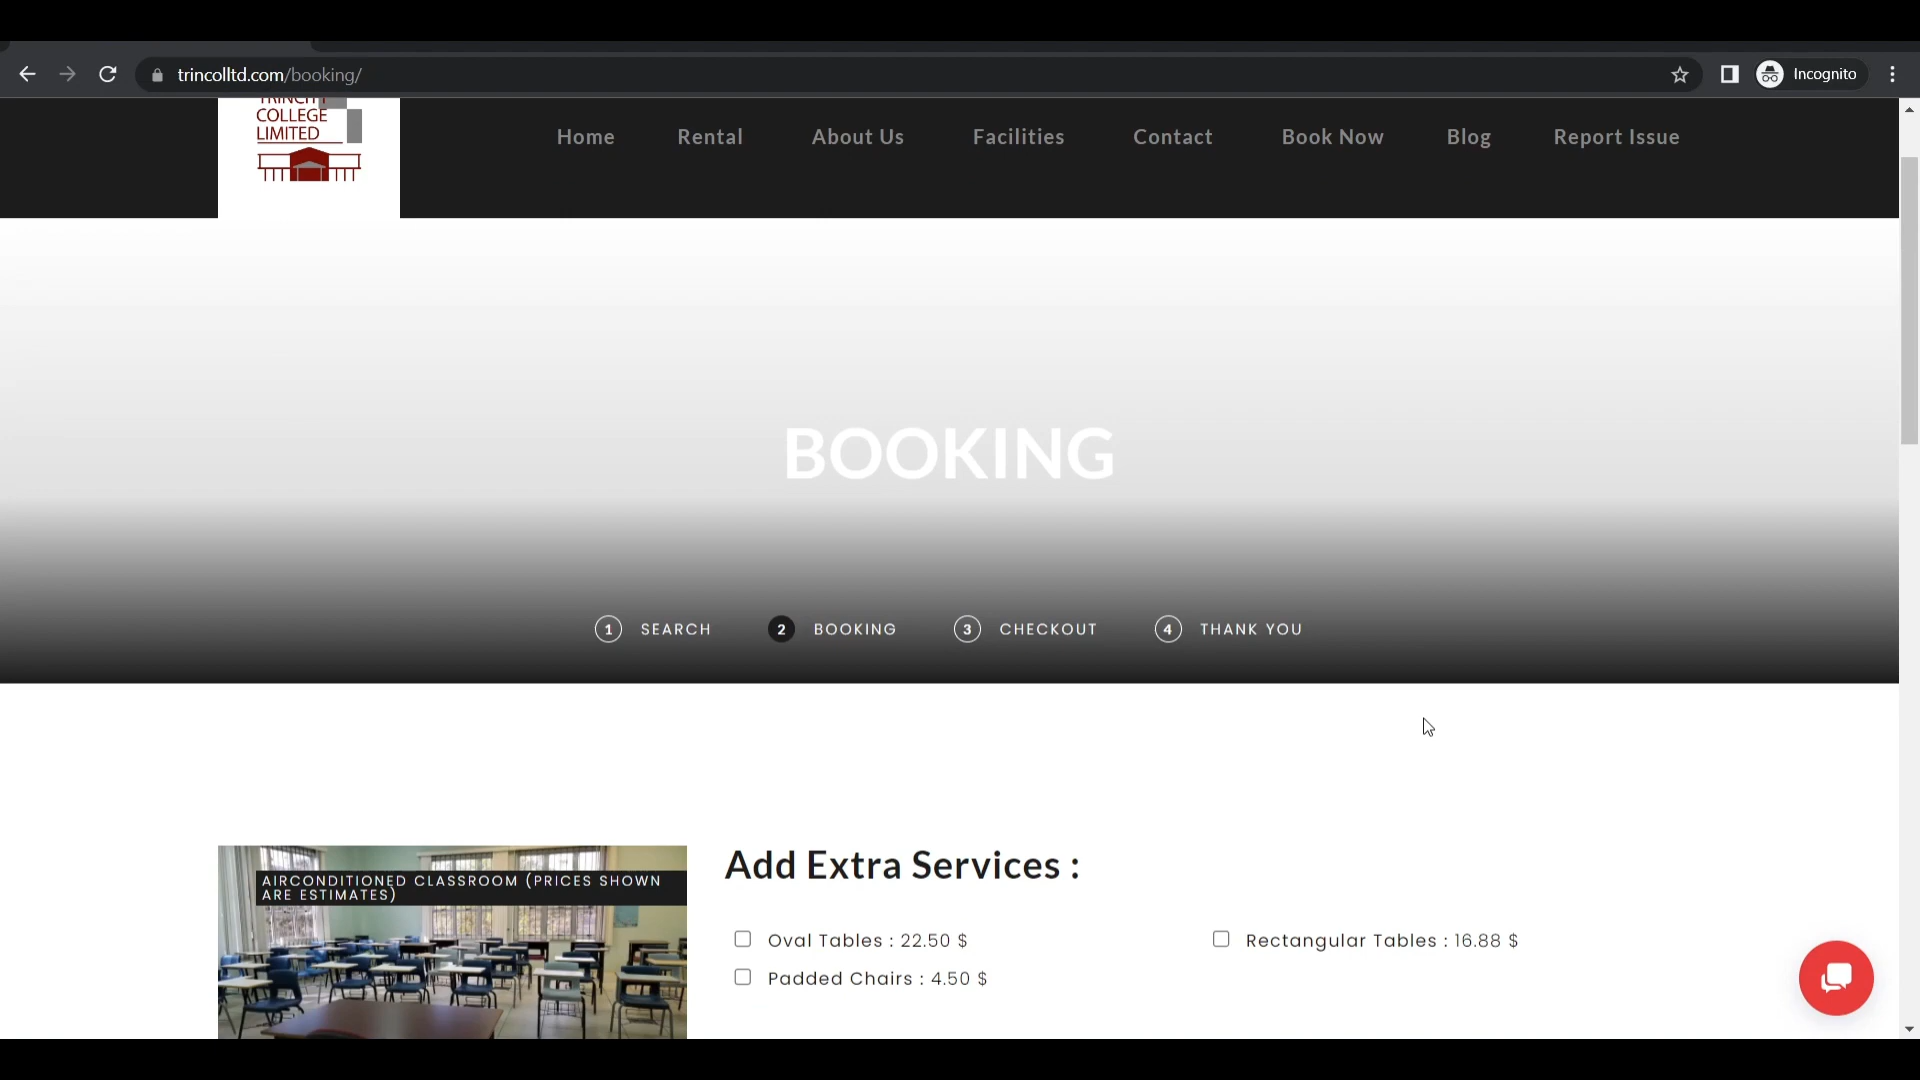 trincolltd.com/booking/
Incognito
TRINCITY
COLLEGE
LIMITED
Home
Rental
About Us
Facilities
Contact
Book Now
Blog
Report Issue
BOOKING
1 SEARCH
2 BOOKING
3 CHECKOUT
4 THANK YOU
AIRCONDITIONED CLASSROOM (PRICES SHOWN
ARE ESTIMATES)
Add Extra Services :
Oval Tables : 22.50 $
Rectangular Tables : 16.88 $
Padded Chairs : 4.50 $